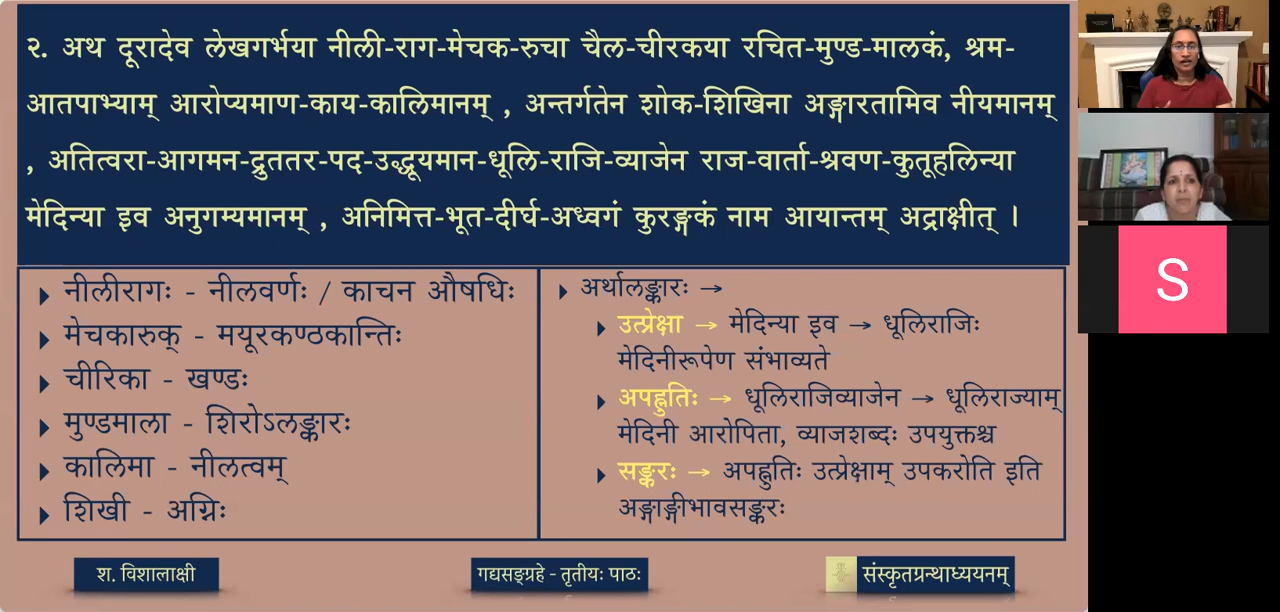 २. अथ दूरादेव लेखगर्भया नीली-राग-मेचक-रुचा चैल-चीरकया रचित-मुण्ड-मालकं, श्रम-
आतपाभ्याम् आरोप्यमाण-काय-कालिमानम् , अन्तर्गतेन शोक-शिखिना अङ्गारतामिव नीयमानम्
, अतित्वरा-आगमन-द्रुततर-पद-उद्धूयमान-धूलि-राजि-व्याजेन राज-वार्ता-श्रवण-कुतूहलिन्या
मेदिन्या इव अनुगम्यमानम् , अनिमित्त-भूत-दीर्घ-अध्वगं कुरङ्गकं नाम आयान्तम् अद्राक्षीत् ।
नीलीरागः - नीलवर्णः / काचन औषधिः
मेचकारुक् - मयूरकण्ठकान्तिः
चीरिका - खण्डः
मुण्डमाला - शिरोऽलङ्कारः
कालिमा - नीलत्वम्
शिखी - अग्निः
अर्थालङ्कारः →
उत्प्रेक्षा → मेदिन्या इव → धूलिराजिः
मेदिनीरूपेण संभाव्यते
अपह्नुतिः → धूलिराजिव्याजेन → धूलिराज्याम्
मेदिनी आरोपिता, व्याजशब्दः उपयुक्तश्च
सङ्करः → अपह्नुतिः उत्प्रेक्षाम् उपकरोति इति
अङ्गाङ्गीभावसङ्करः
श. विशालाक्षी
गद्यसङ्ग्रहे - तृतीयः पाठः
संस्कृतग्रन्थाध्ययनम्
S